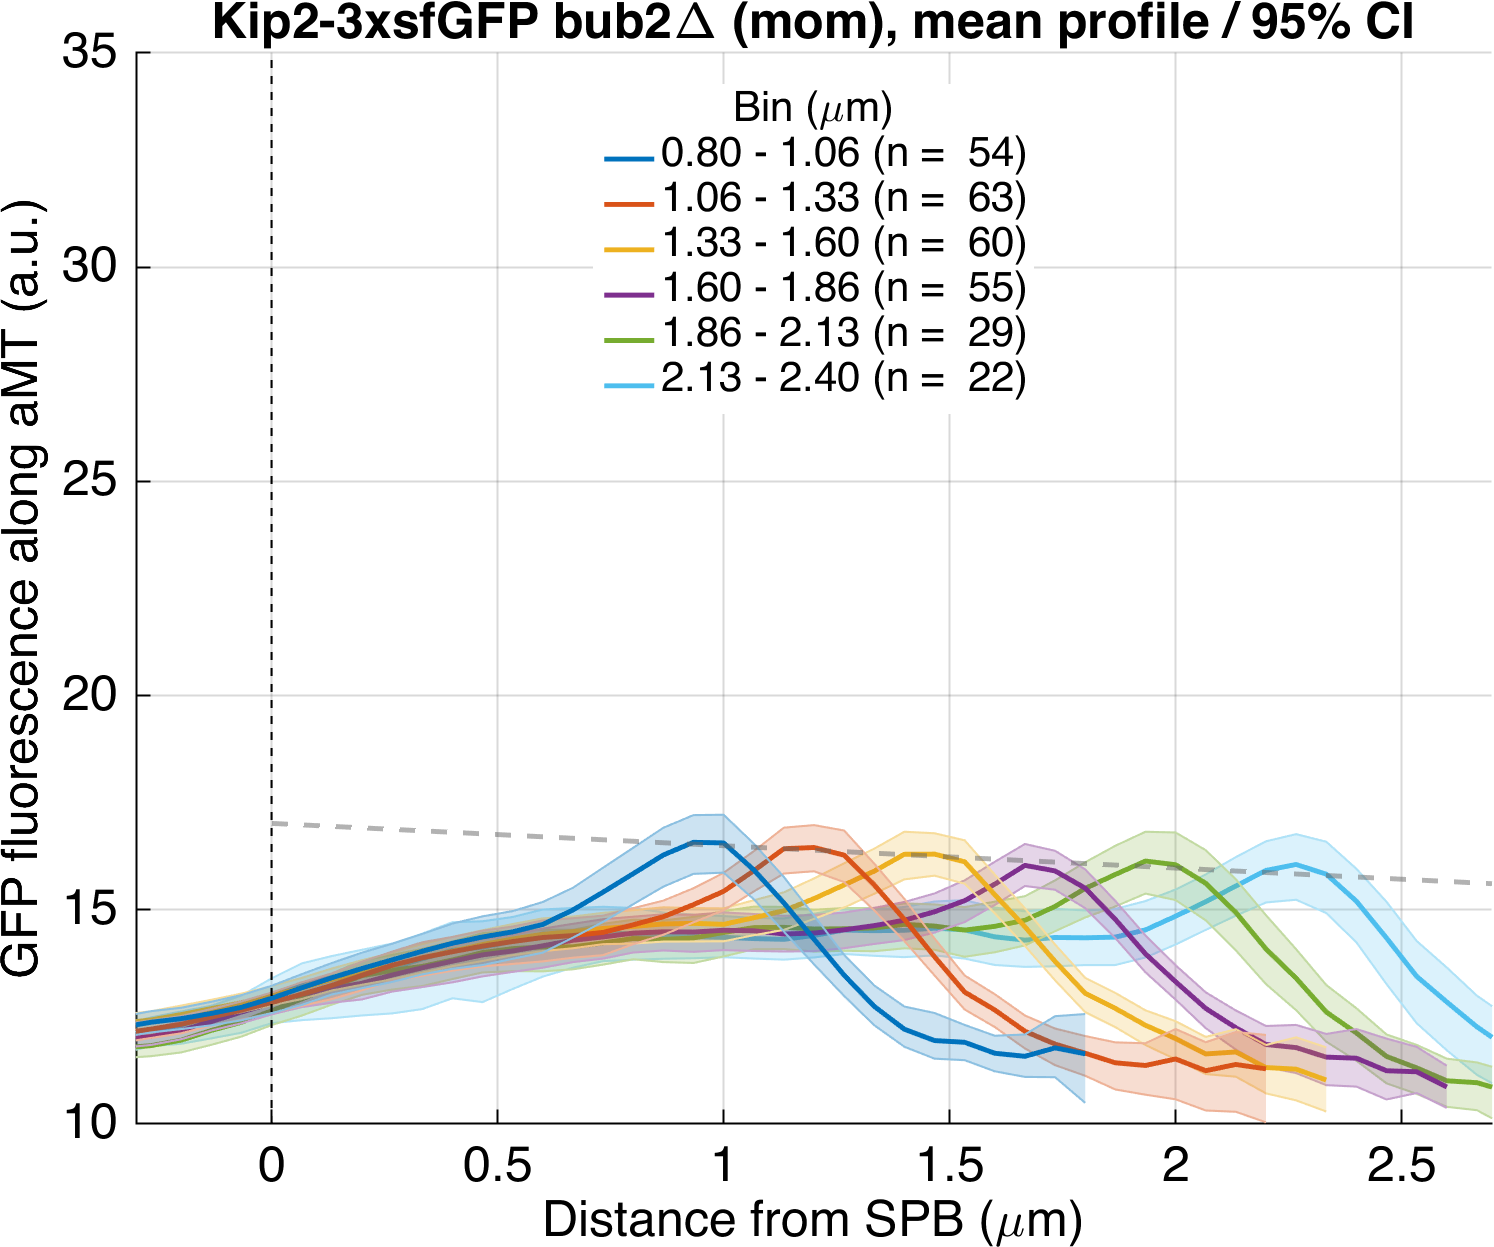 Kip2-3xsfGFP bub2Δ (mom), mean profile / 95% CI
GFP fluorescence along aMT (a.u.)
35
30
25
20
15
10
Bin (μm)
0.80 - 1.06 (n = 54)
1.06 - 1.33 (n = 63)
1.33 - 1.60 (n = 60)
1.60 - 1.86 (n = 55)
1.86 - 2.13 (n = 29)
2.13 - 2.40 (n = 22)
0 0.5 1 1.5 2 2.5
Distance from SPB (μm)